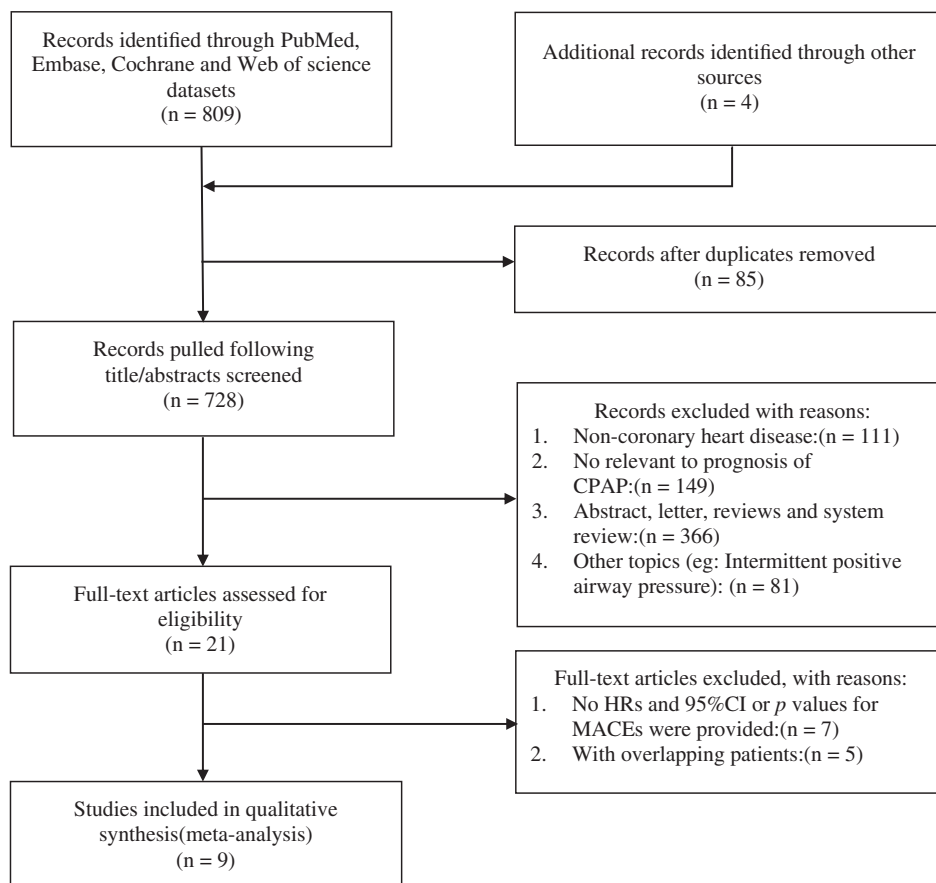 Records identified through PubMed,
Embase, Cochrane and Web of science
datasets
(n = 809)
Additional records identified through other
sources
(n = 4)
Records after duplicates removed
(n = 85)
Records pulled following
title/abstracts screened
(n = 728)
Records excluded with reasons:
1. Non-coronary heart disease:(n = 111)
2. No relevant to prognosis of
CPAP:(n = 149)
3. Abstract, letter, reviews and system
review:(n = 366)
4. Other topics (eg: Intermittent positive
airway pressure): (n = 81)
Full-text articles assessed for
eligibility
(n = 21)
Full-text articles excluded, with reasons:
1. No HRs and 95%CI or p values for
MACEs were provided:(n = 7)
2. With overlapping patients:(n = 5)
Studies included in qualitative
synthesis(meta-analysis)
(n = 9)